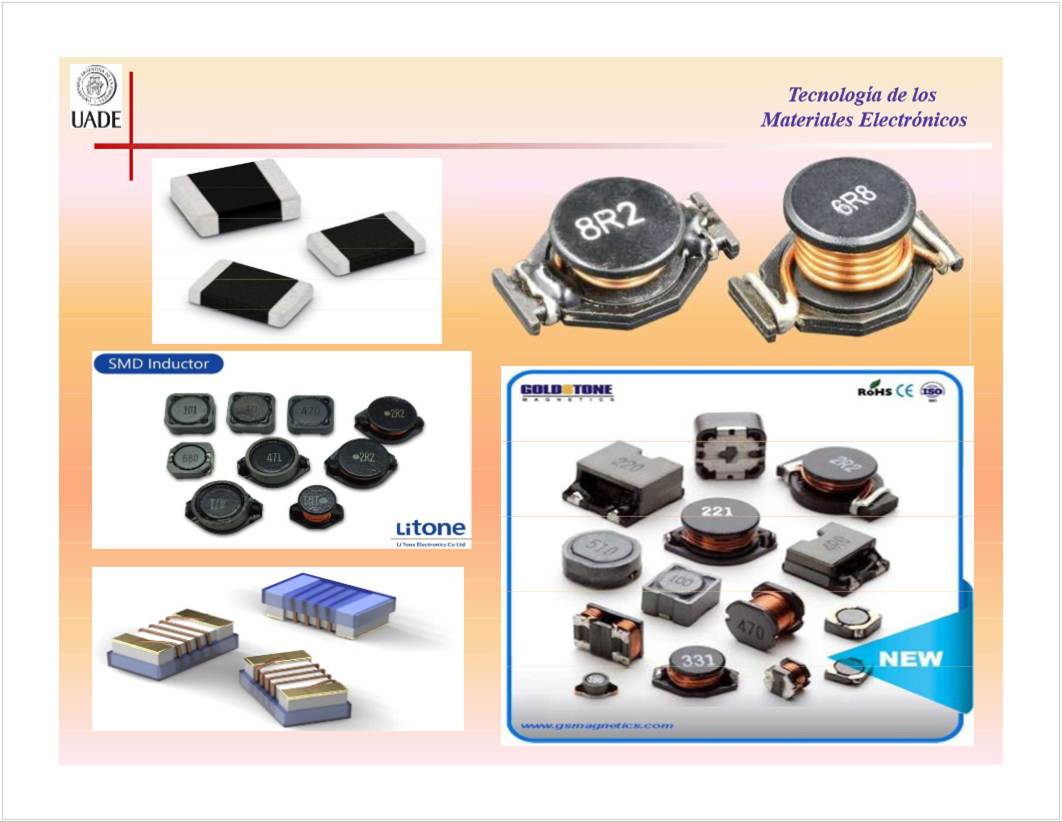 UADE
Tecnología de los
Materiales Electrónicos
8R2
6R8
SMD Inductor
101
470
2R2
680
471
2R2
Litone
Li Tone Electronics Co Ltd
GOLDSTONE
MAGNETICS
RoHS CE ISO
220
2R2
221
510
4R0
100
470
331
NEW
www.gsmagnetics.com